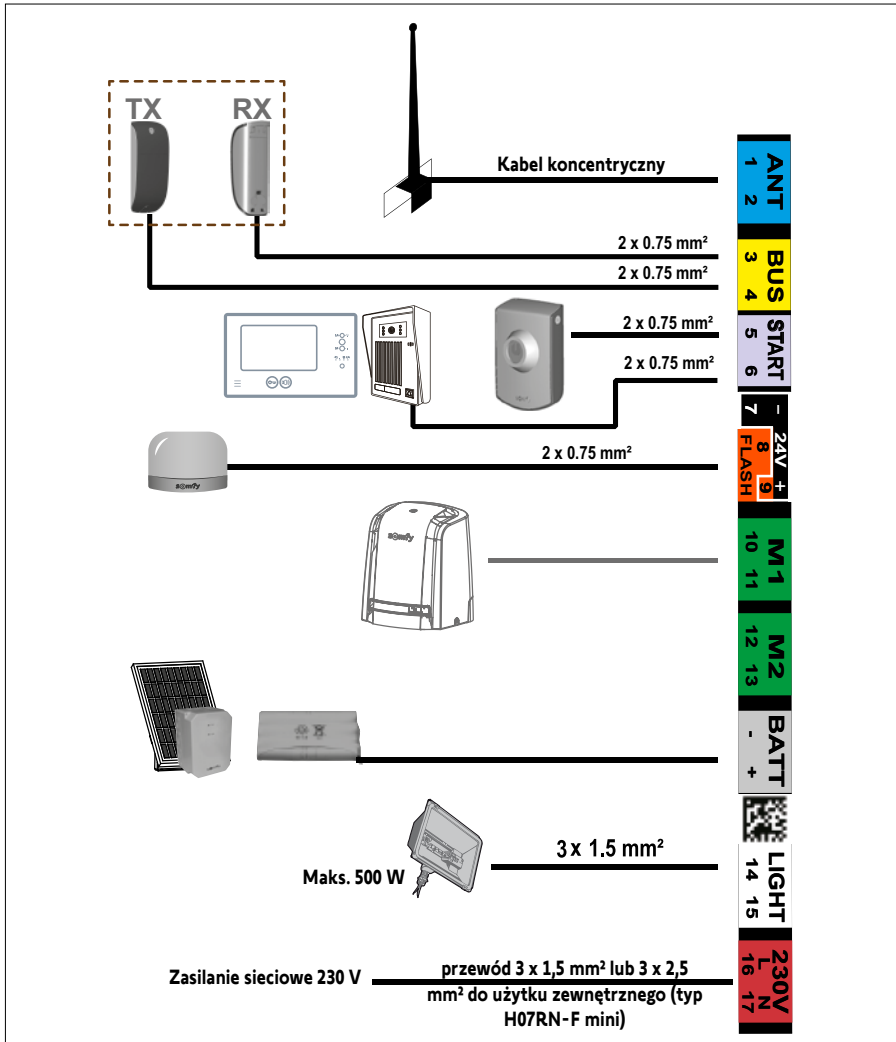 TX RX
Kabel koncentryczny
ANT
1 2
2 x 0.75 mm²
2 x 0.75 mm²
BUS
3 4
2 x 0.75 mm²
2 x 0.75 mm²
START
5 6
- 24V +
7 8 9
FLASH
2 x 0.75 mm²
somfy
somfy
M1
10 11
M2
12 13
BATT
- +
3 x 1.5 mm²
Maks. 500 W
LIGHT
14 15
Zasilanie sieciowe 230 V
przewód 3 x 1,5 mm² lub 3 x 2,5
mm² do użytku zewnętrznego (typ
H07RN-F mini)
230V
L N
16 17